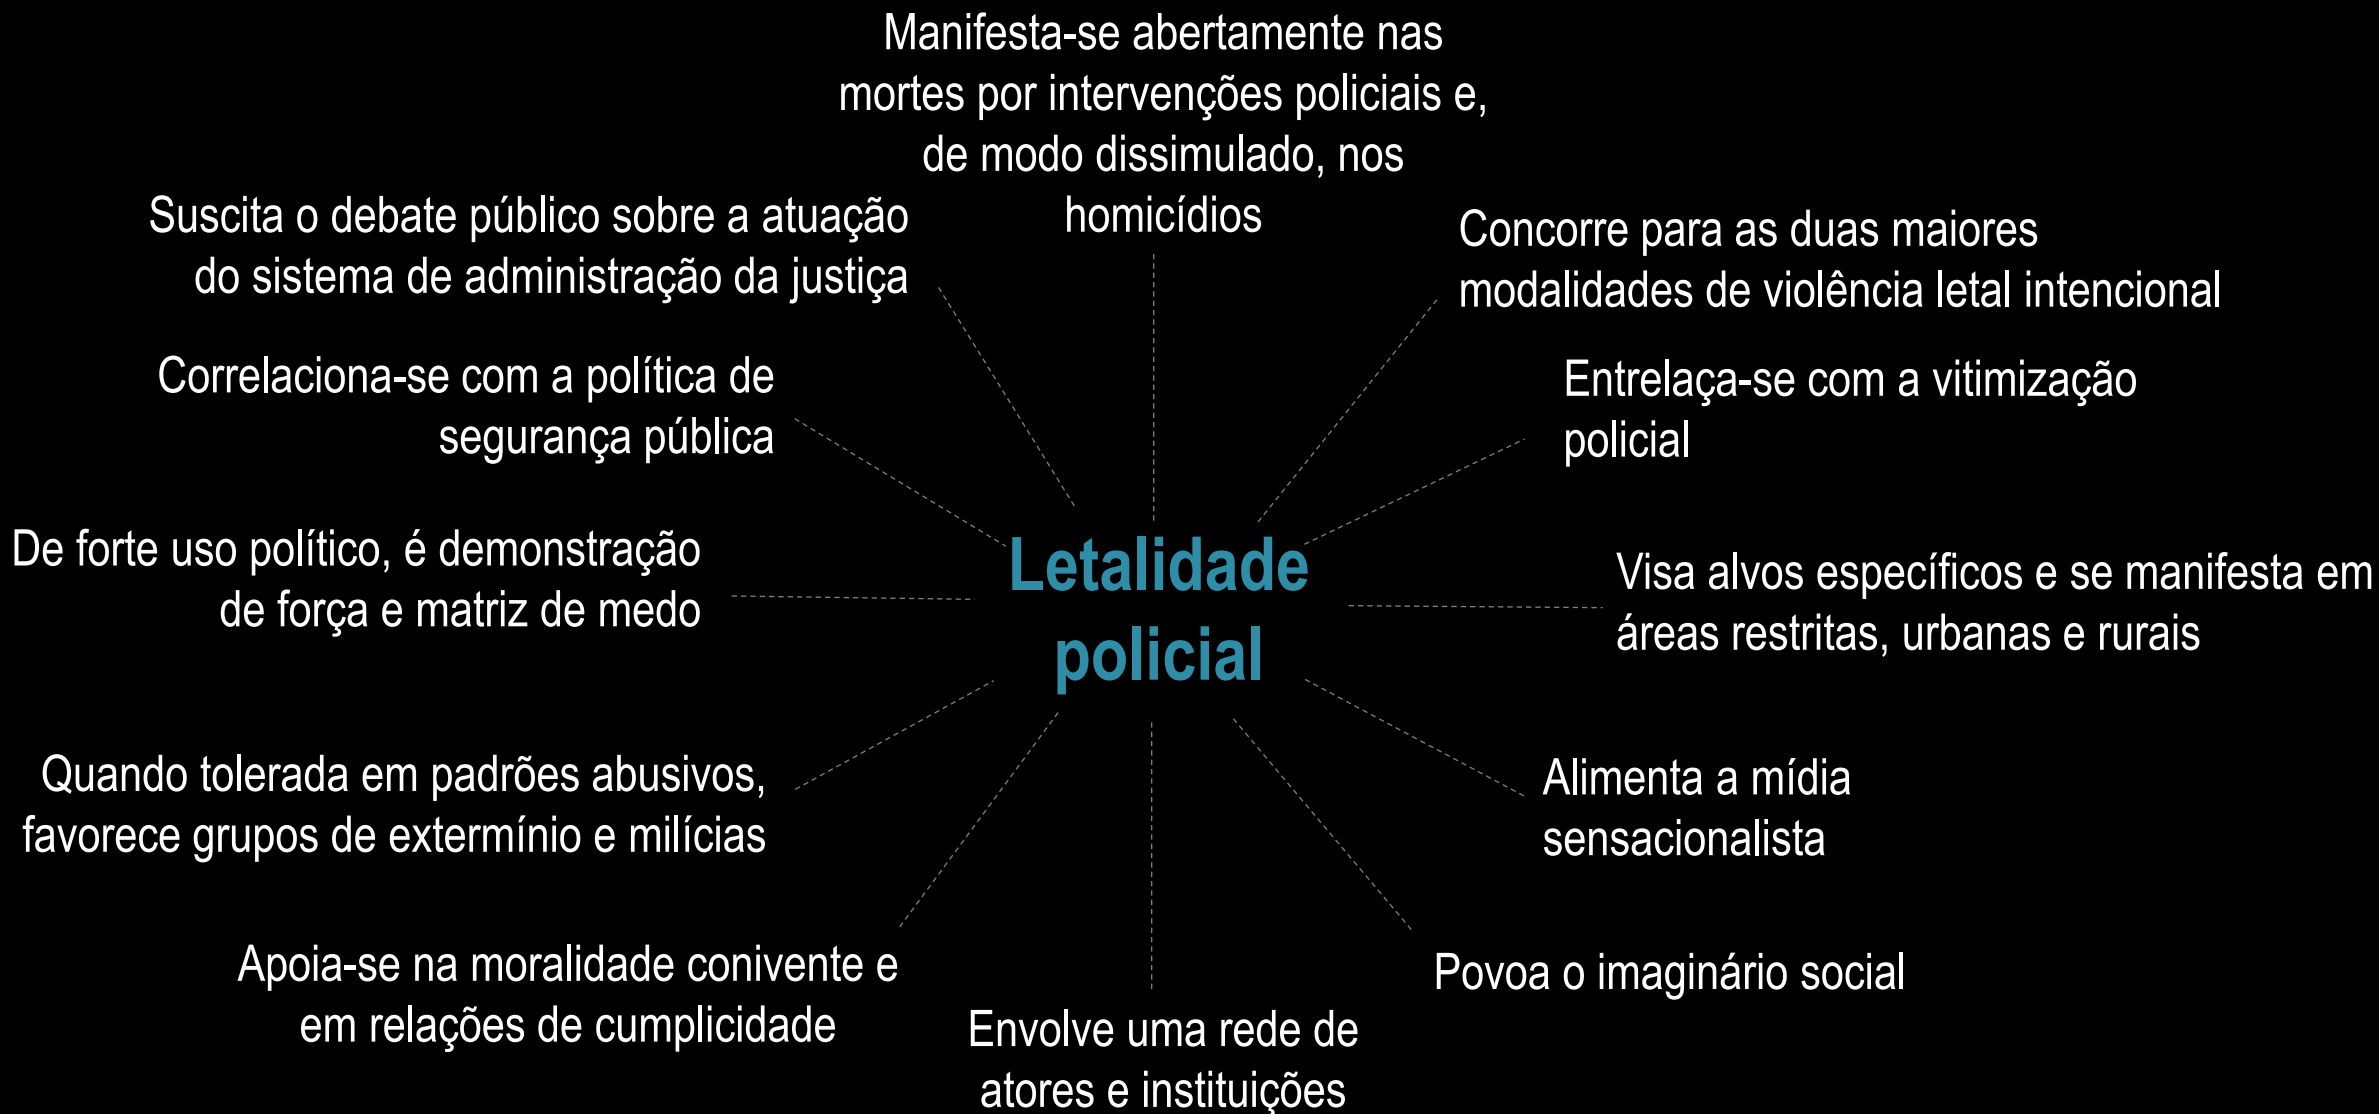 Manifesta-se abertamente nas
mortes por intervenções policiais e,
de modo dissimulado, nos
homicídios
Suscita o debate público sobre a atuação
do sistema de administração da justiça
Concorre para as duas maiores
modalidades de violência letal intencional
Correlaciona-se com a política de
segurança pública
Entrelaça-se com a vitimização
policial
De forte uso político, é demonstração
de força e matriz de medo
Letalidade
policial
Visa alvos específicos e se manifesta em
áreas restritas, urbanas e rurais
Quando tolerada em padrões abusivos,
favorece grupos de extermínio e milícias
Alimenta a mídia
sensacionalista
Apoia-se na moralidade conivente e
em relações de cumplicidade
Povoa o imaginário social
Envolve uma rede de
atores e instituições